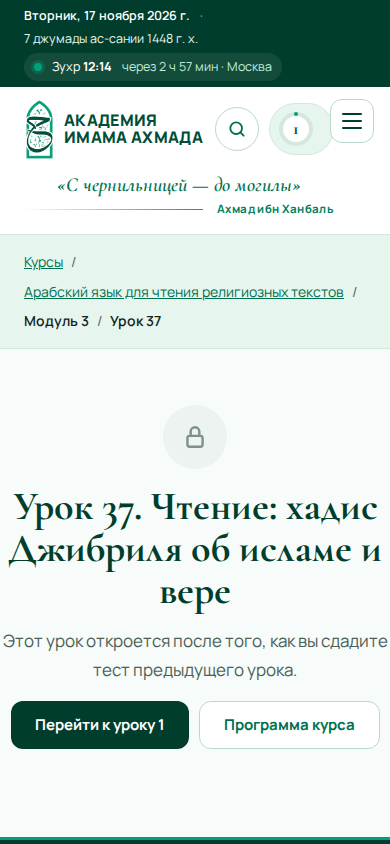 Вторник, 17 ноября 2026 г. ·
7 джумады ас-сании 1448 г. х.
Зухр 12:14 через 2 ч 57 мин · Москва
АКАДЕМИЯ
ИМАМА АХМАДА
1
«С чернильницей — до могилы»
Ахмад ибн Ханбаль
Курсы /
Арабский язык для чтения религиозных текстов /
Модуль 3 / Урок 37
Урок 37. Чтение: хадис
Джибриля об исламе и
вере
Этот урок откроется после того, как вы сдадите
тест предыдущего урока.
Перейти к уроку 1
Программа курса